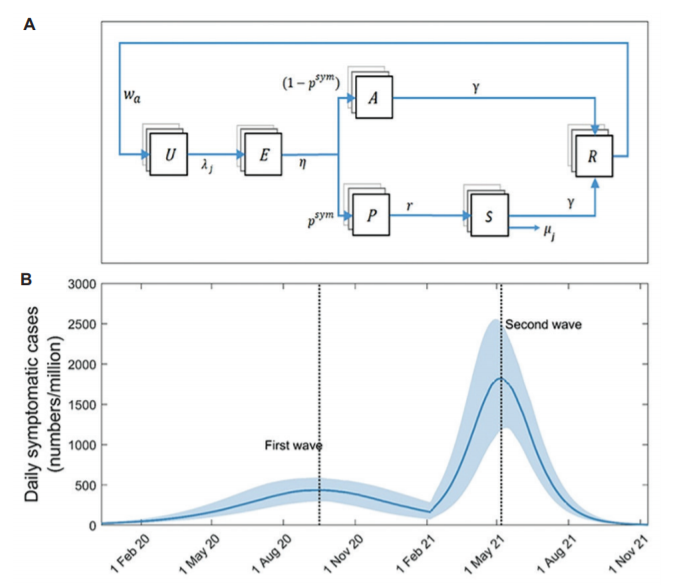 A
(1 − p^sym)
A
γ
w_a
U
λ_j
E
η
R
p^sym
P
r
S
γ
μ_j
B
Daily symptomatic cases
(numbers/million)
3000
2500
2000
1500
1000
500
0
First wave
Second wave
1 Feb 20
1 May 20
1 Aug 20
1 Nov 20
1 Feb 21
1 May 21
1 Aug 21
1 Nov 21